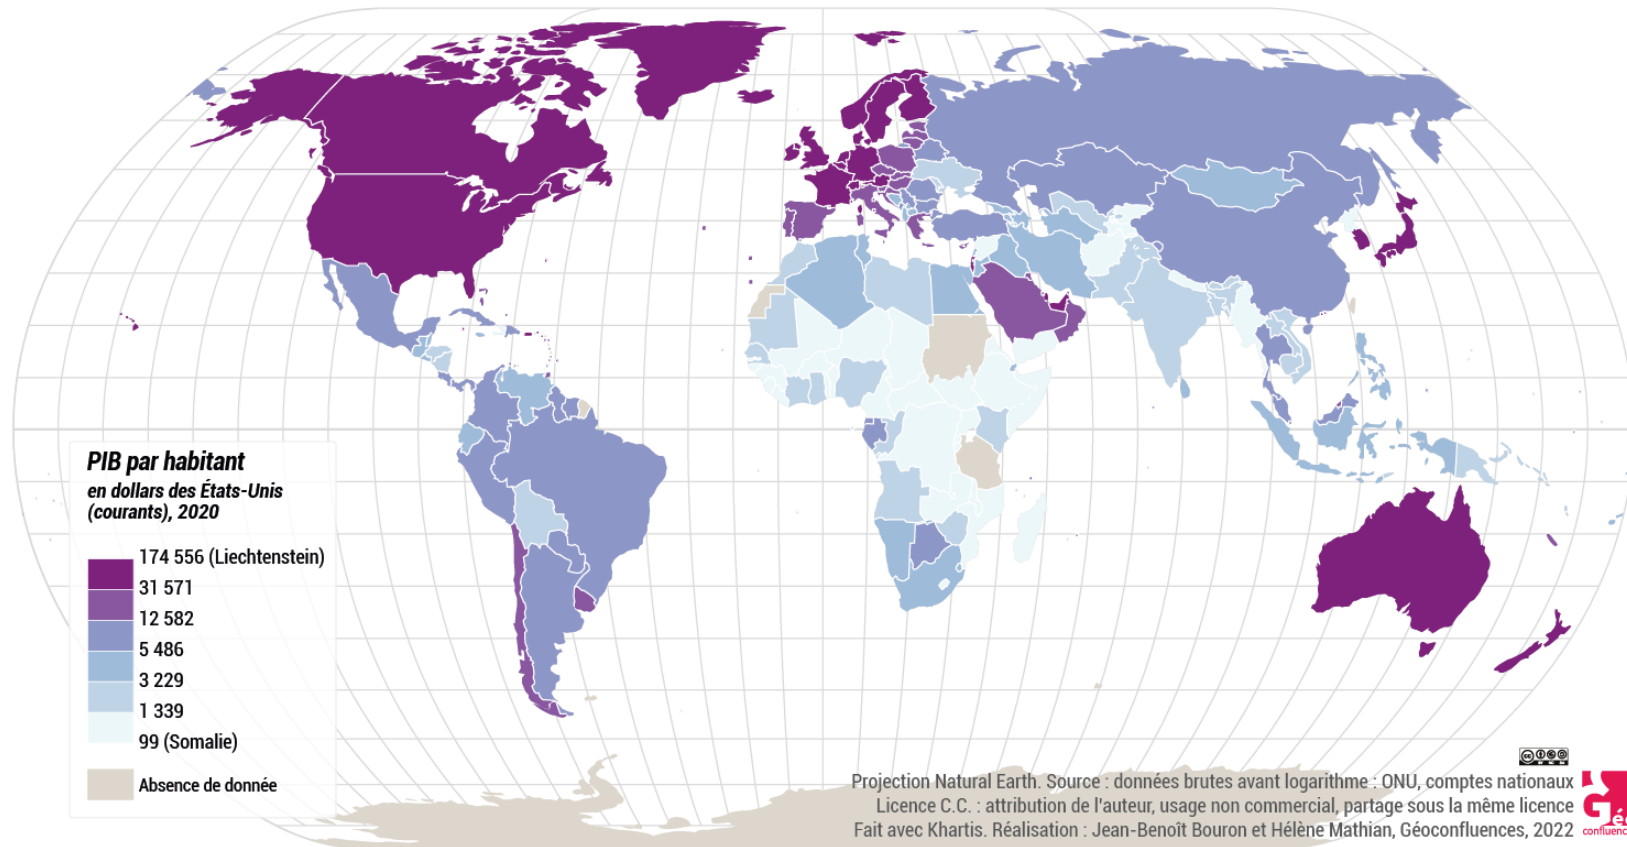 PIB par habitant
en dollars des États-Unis
(courants), 2020
174 556 (Liechtenstein)
31 571
12 582
5 486
3 229
1 339
99 (Somalie)
Absence de donnée
Projection Natural Earth. Source : données brutes avant logarithme : ONU, comptes nationaux
Licence C.C. : attribution de l'auteur, usage non commercial, partage sous la même licence
Fait avec Khartis. Réalisation : Jean-Benoît Bouron et Hélène Mathian, Géoconfluences, 2022